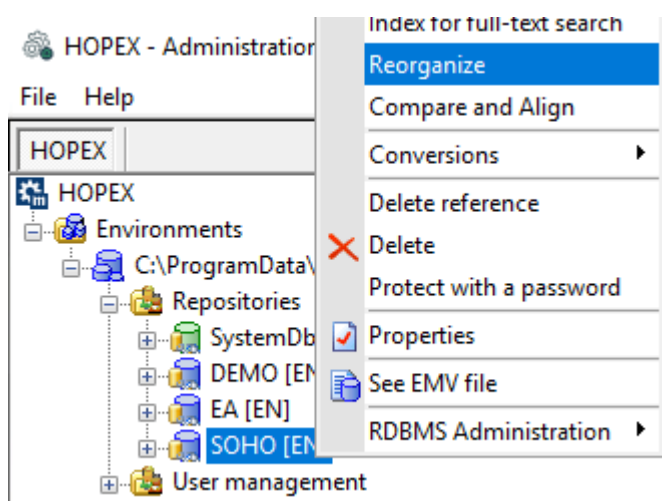 HOPEX - Administration
File Help
HOPEX
HOPEX
Environments
C:\ProgramData\
Repositories
SystemDb
DEMO [EN
EA [EN]
SOHO [EN
User management
Index for full-text search
Reorganize
Compare and Align
Conversions
Delete reference
Delete
Protect with a password
Properties
See EMV file
RDBMS Administration